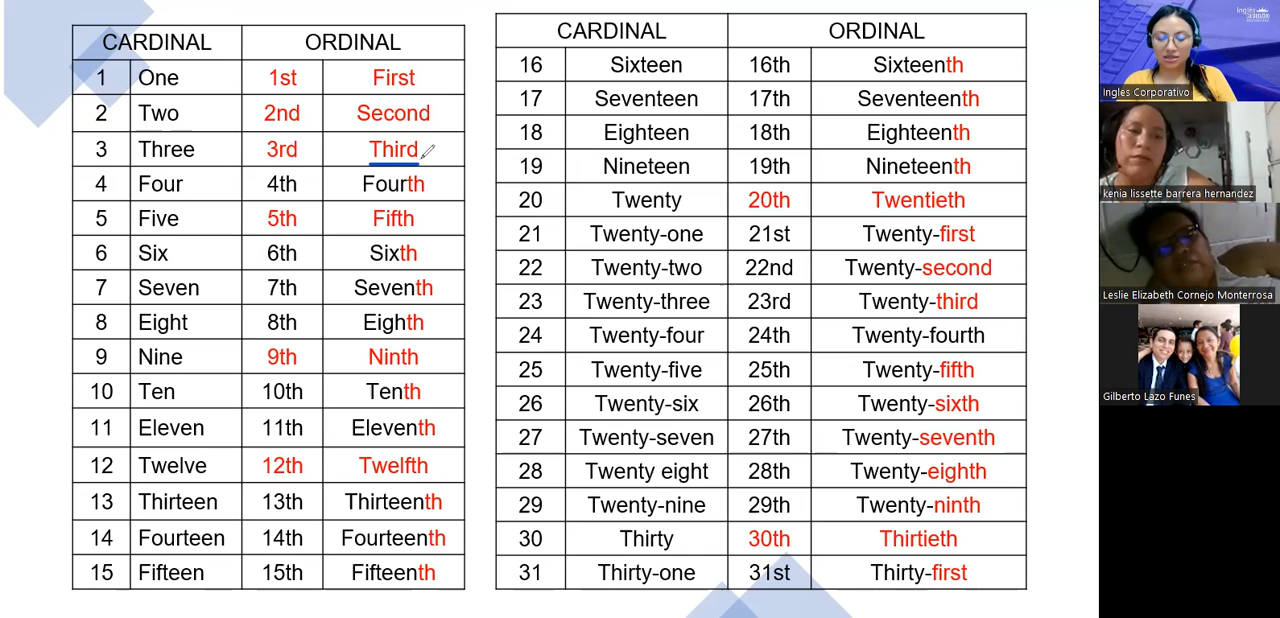 CARDINAL ORDINAL
1 One 1st First
2 Two 2nd Second
3 Three 3rd Third
4 Four 4th Fourth
5 Five 5th Fifth
6 Six 6th Sixth
7 Seven 7th Seventh
8 Eight 8th Eighth
9 Nine 9th Ninth
10 Ten 10th Tenth
11 Eleven 11th Eleventh
12 Twelve 12th Twelfth
13 Thirteen 13th Thirteenth
14 Fourteen 14th Fourteenth
15 Fifteen 15th Fifteenth
CARDINAL ORDINAL
16 Sixteen 16th Sixteenth
17 Seventeen 17th Seventeenth
18 Eighteen 18th Eighteenth
19 Nineteen 19th Nineteenth
20 Twenty 20th Twentieth
21 Twenty-one 21st Twenty-first
22 Twenty-two 22nd Twenty-second
23 Twenty-three 23rd Twenty-third
24 Twenty-four 24th Twenty-fourth
25 Twenty-five 25th Twenty-fifth
26 Twenty-six 26th Twenty-sixth
27 Twenty-seven 27th Twenty-seventh
28 Twenty eight 28th Twenty-eighth
29 Twenty-nine 29th Twenty-ninth
30 Thirty 30th Thirtieth
31 Thirty-one 31st Thirty-first
Ingles Corporativo
kenia lissette barrera hernandez
Leslie Elizabeth Cornejo Monterrosa
Gilberto Lazo Funes